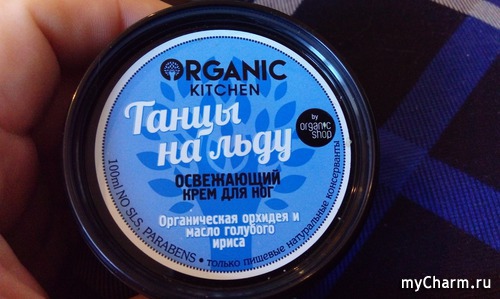 ORGANIC
KITCHEN
Танцы
на льду
by
organic
shop
ОСВЕЖАЮЩИЙ
КРЕМ ДЛЯ НОГ
Органическая орхидея и
масло голубого
ириса
100ml NO SLS, PARABENS • только пищевые натуральные консерванты
myCharm.ru